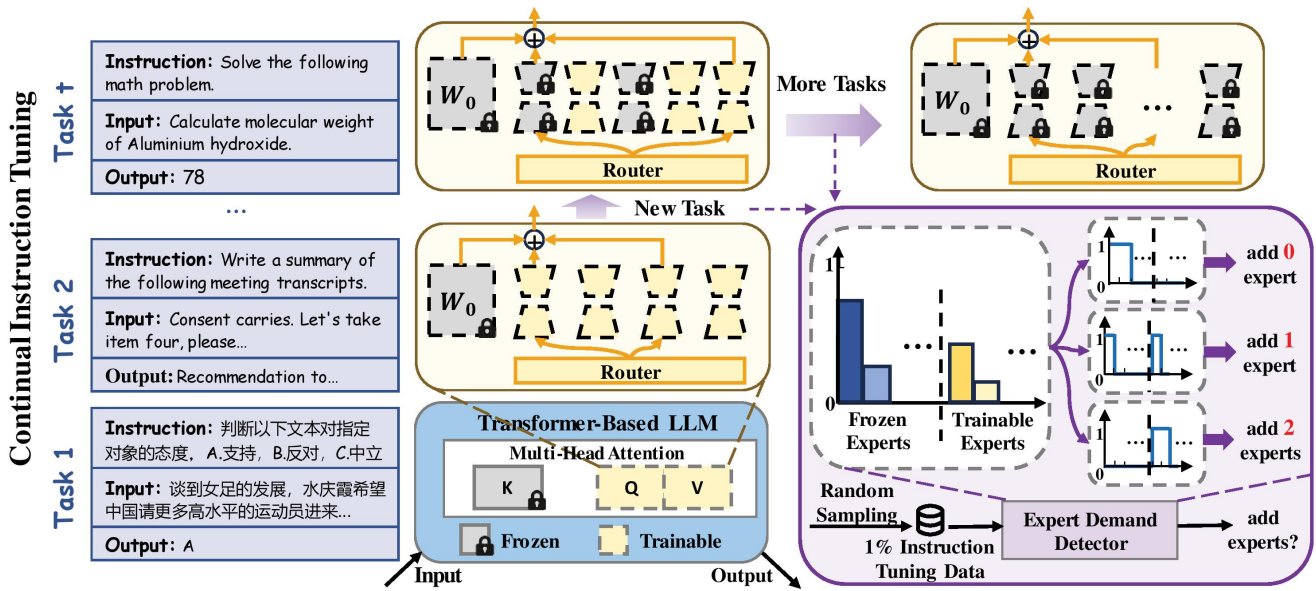 Continual Instruction Tuning
Task t
Instruction: Solve the following
math problem.
Input: Calculate molecular weight
of Aluminium hydroxide.
Output: 78
...
Task 2
Instruction: Write a summary of
the following meeting transcripts.
Input: Consent carries. Let's take
item four, please...
Output: Recommendation to...
Task 1
Instruction: 判断以下文本对指定
对象的态度，A.支持，B.反对，C.中立
Input: 谈到女足的发展，水庆霞希望
中国请更多高水平的运动员进来...
Output: A
W0
Router
More Tasks
W0
...
Router
New Task
W0
Router
Transformer-Based LLM
Multi-Head Attention
K
Q
V
Frozen
Trainable
Input
Output
1
0
...
...
Frozen
Experts
Trainable
Experts
1
0
...
...
add 0
expert
1
0
...
...
add 1
expert
1
0
...
...
add 2
experts
Random
Sampling
1% Instruction
Tuning Data
Expert Demand
Detector
add
experts?